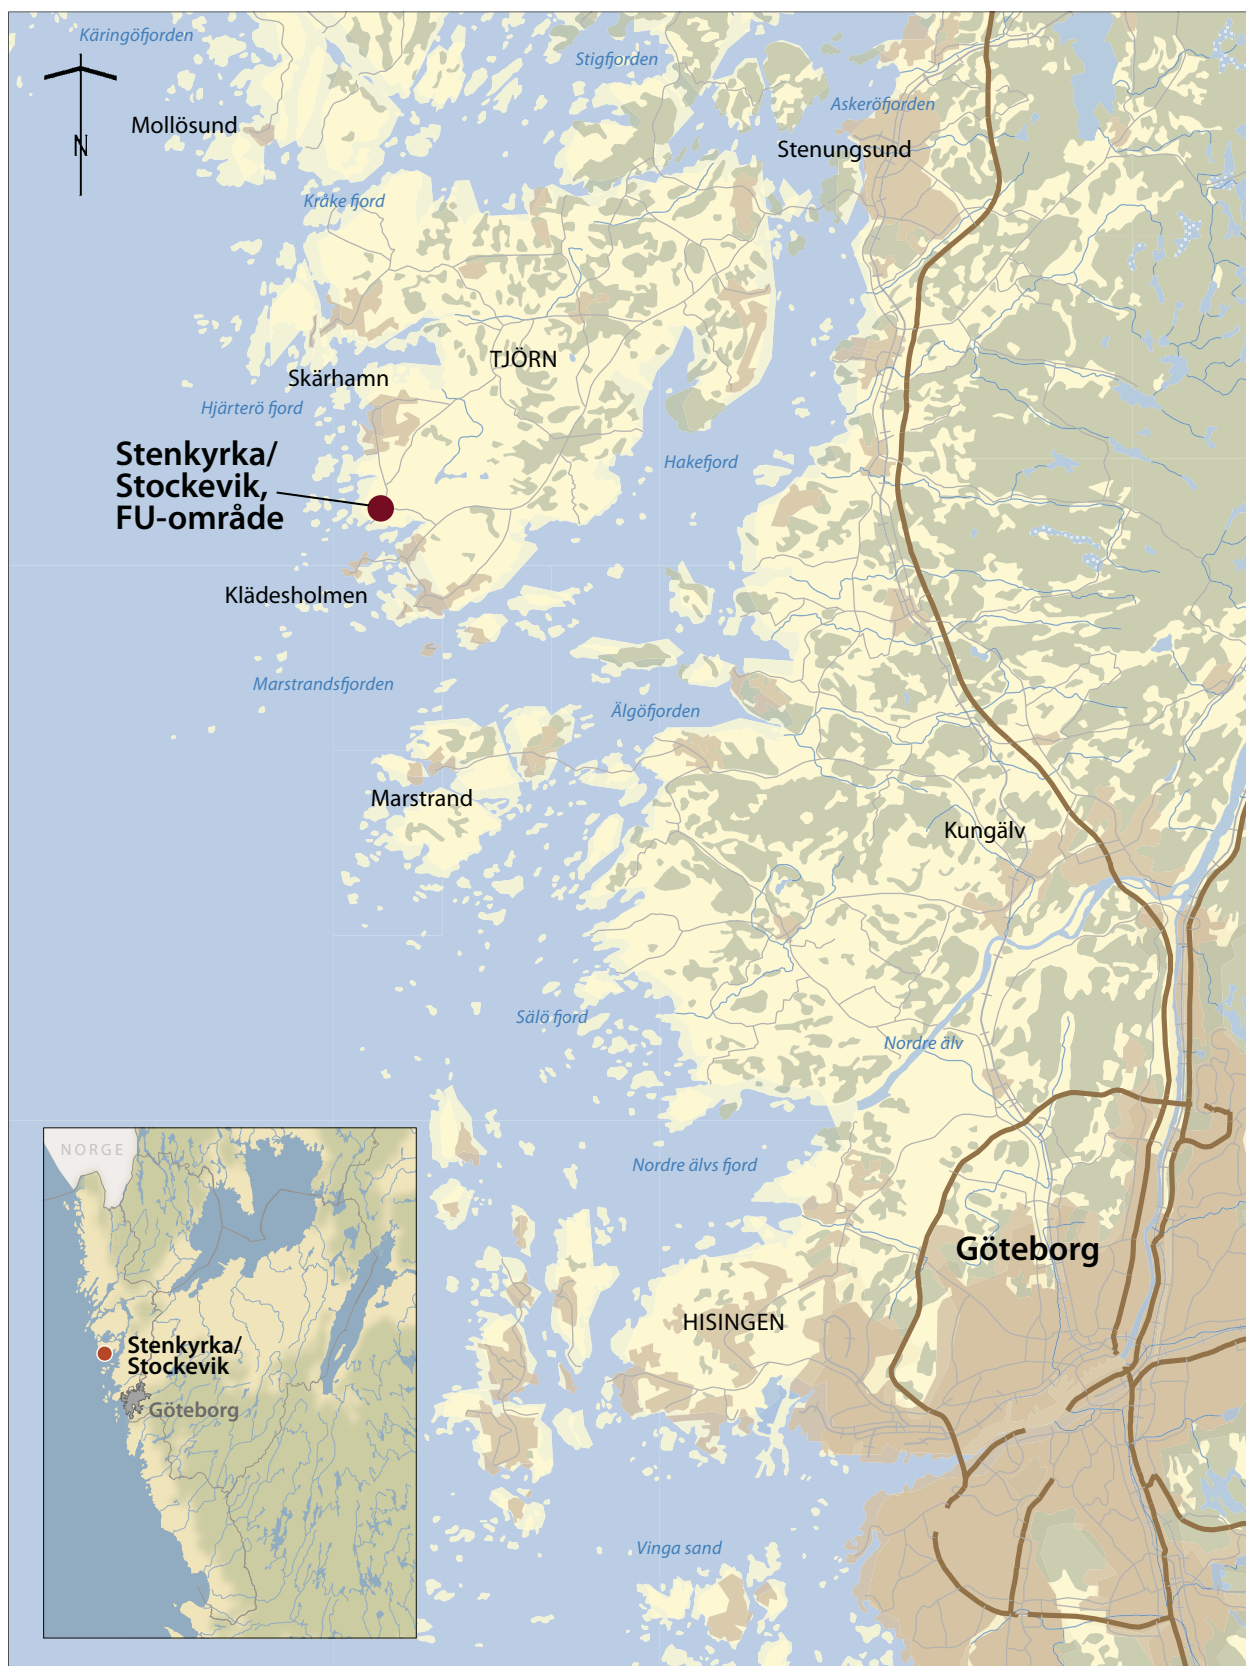 Käringöfjorden
Stigfjorden
Askeröfjorden
Mollösund
N
Stenungsund
Kråke fjord
TJÖRN
Skärhamn
Hjärterö fjord
Stenkyrka/
Stockevik,
FU-område
Hakefjord
Klädesholmen
Marstrandsfjorden
Älgöfjorden
Marstrand
Kungälv
Sälö fjord
Nordre älv
Nordre älvs fjord
Göteborg
HISINGEN
Vinga sand
NORGE
Stenkyrka/
Stockevik
Göteborg